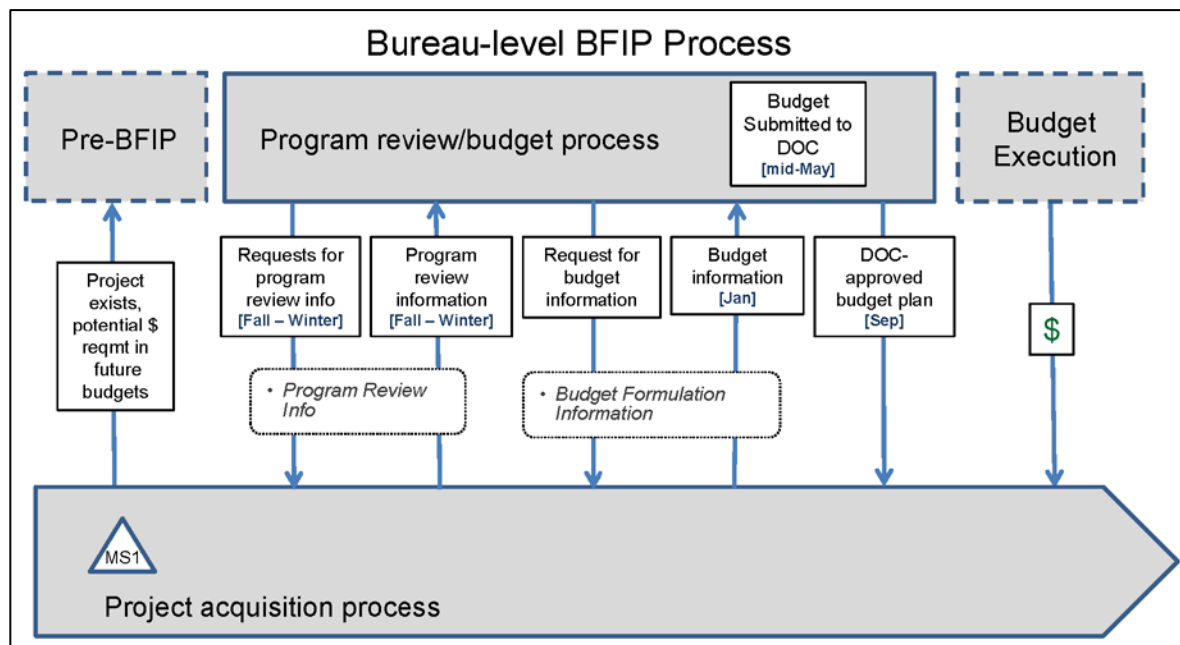 Bureau-level BFIP Process
Pre-BFIP
Program review/budget process
Budget
Submitted to
DOC
[mid-May]
Budget
Execution
Project
exists,
potential $
reqmt in
future
budgets
Requests for
program
review info
[Fall – Winter]
Program
review
information
[Fall – Winter]
Request for
budget
information
Budget
information
[Jan]
DOC-
approved
budget plan
[Sep]
$
• Program Review
Info
• Budget Formulation
Information
MS1
Project acquisition process